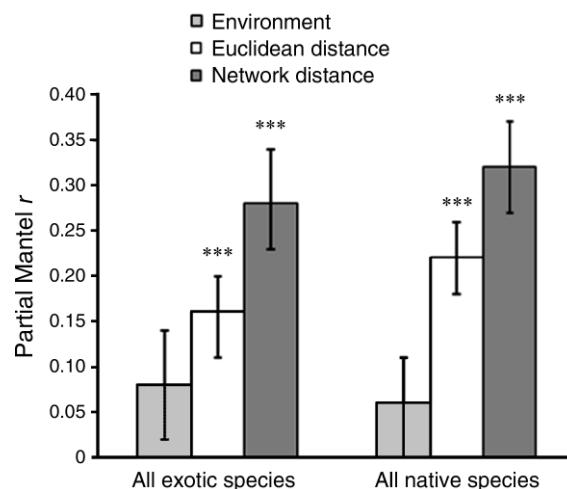 Environment
Euclidean distance
Network distance
0.40
0.35
0.30
0.25
0.20
0.15
0.10
0.05
0
Partial Mantel r
***
***
***
***
All exotic species
All native species